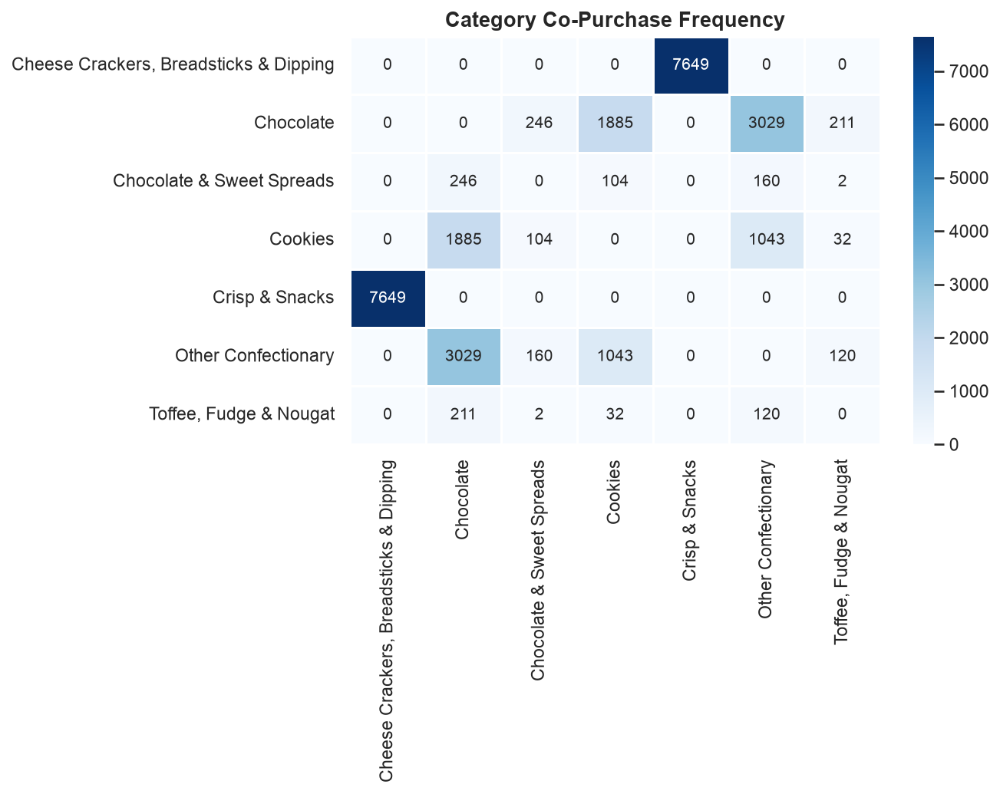 Category Co-Purchase Frequency
Cheese Crackers, Breadsticks & Dipping 0 0 0 0 7649 0 0
Chocolate 0 0 246 1885 0 3029 211
Chocolate & Sweet Spreads 0 246 0 104 0 160 2
Cookies 0 1885 104 0 0 1043 32
Crisp & Snacks 7649 0 0 0 0 0 0
Other Confectionary 0 3029 160 1043 0 0 120
Toffee, Fudge & Nougat 0 211 2 32 0 120 0
Cheese Crackers, Breadsticks & Dipping
Chocolate
Chocolate & Sweet Spreads
Cookies
Crisp & Snacks
Other Confectionary
Toffee, Fudge & Nougat
7000
6000
5000
4000
3000
2000
1000
0